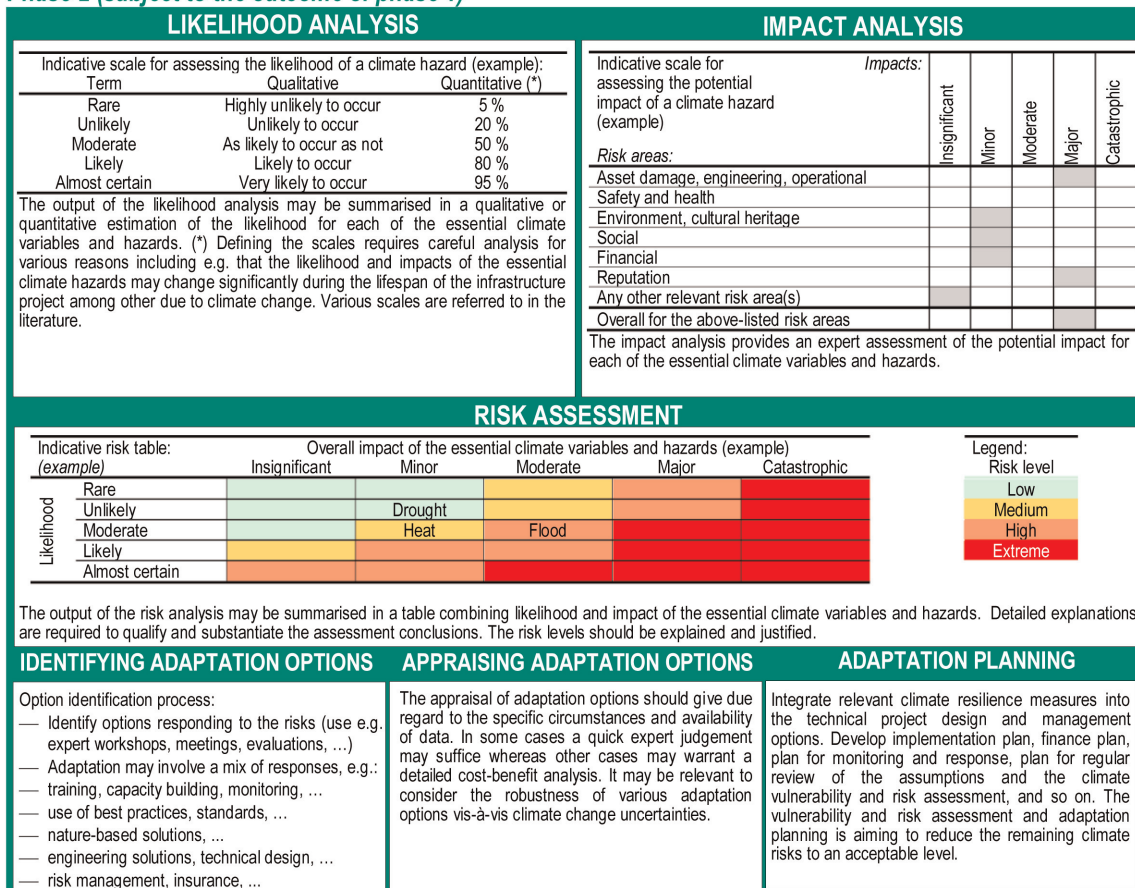 Phase 2 (subject to the outcome of phase 1)
LIKELIHOOD ANALYSIS
Indicative scale for assessing the likelihood of a climate hazard (example):
Term Qualitative Quantitative (*)
Rare Highly unlikely to occur 5 %
Unlikely Unlikely to occur 20 %
Moderate As likely to occur as not 50 %
Likely Likely to occur 80 %
Almost certain Very likely to occur 95 %
The output of the likelihood analysis may be summarised in a qualitative or
quantitative estimation of the likelihood for each of the essential climate
variables and hazards. (*) Defining the scales requires careful analysis for
various reasons including e.g. that the likelihood and impacts of the essential
climate hazards may change significantly during the lifespan of the infrastructure
project among other due to climate change. Various scales are referred to in the
literature.
IMPACT ANALYSIS
Indicative scale for
assessing the potential
impact of a climate hazard
(example)
Impacts:
Insignificant
Minor
Moderate
Major
Catastrophic
Risk areas:
Asset damage, engineering, operational
Safety and health
Environment, cultural heritage
Social
Financial
Reputation
Any other relevant risk area(s)
Overall for the above-listed risk areas
The impact analysis provides an expert assessment of the potential impact for
each of the essential climate variables and hazards.
RISK ASSESSMENT
Indicative risk table:
(example)
Overall impact of the essential climate variables and hazards (example)
Insignificant Minor Moderate Major Catastrophic
Likelihood
Rare
Unlikely Drought
Moderate Heat Flood
Likely
Almost certain
Legend:
Risk level
Low
Medium
High
Extreme
The output of the risk analysis may be summarised in a table combining likelihood and impact of the essential climate variables and hazards. Detailed explanations
are required to qualify and substantiate the assessment conclusions. The risk levels should be explained and justified.
IDENTIFYING ADAPTATION OPTIONS
Option identification process:
— Identify options responding to the risks (use e.g.
expert workshops, meetings, evaluations, …)
— Adaptation may involve a mix of responses, e.g.:
— training, capacity building, monitoring, …
— use of best practices, standards, …
— nature-based solutions, ...
— engineering solutions, technical design, …
— risk management, insurance, ...
APPRAISING ADAPTATION OPTIONS
The appraisal of adaptation options should give due
regard to the specific circumstances and availability
of data. In some cases a quick expert judgement
may suffice whereas other cases may warrant a
detailed cost-benefit analysis. It may be relevant to
consider the robustness of various adaptation
options vis-à-vis climate change uncertainties.
ADAPTATION PLANNING
Integrate relevant climate resilience measures into
the technical project design and management
options. Develop implementation plan, finance plan,
plan for monitoring and response, plan for regular
review of the assumptions and the climate
vulnerability and risk assessment, and so on. The
vulnerability and risk assessment and adaptation
planning is aiming to reduce the remaining climate
risks to an acceptable level.